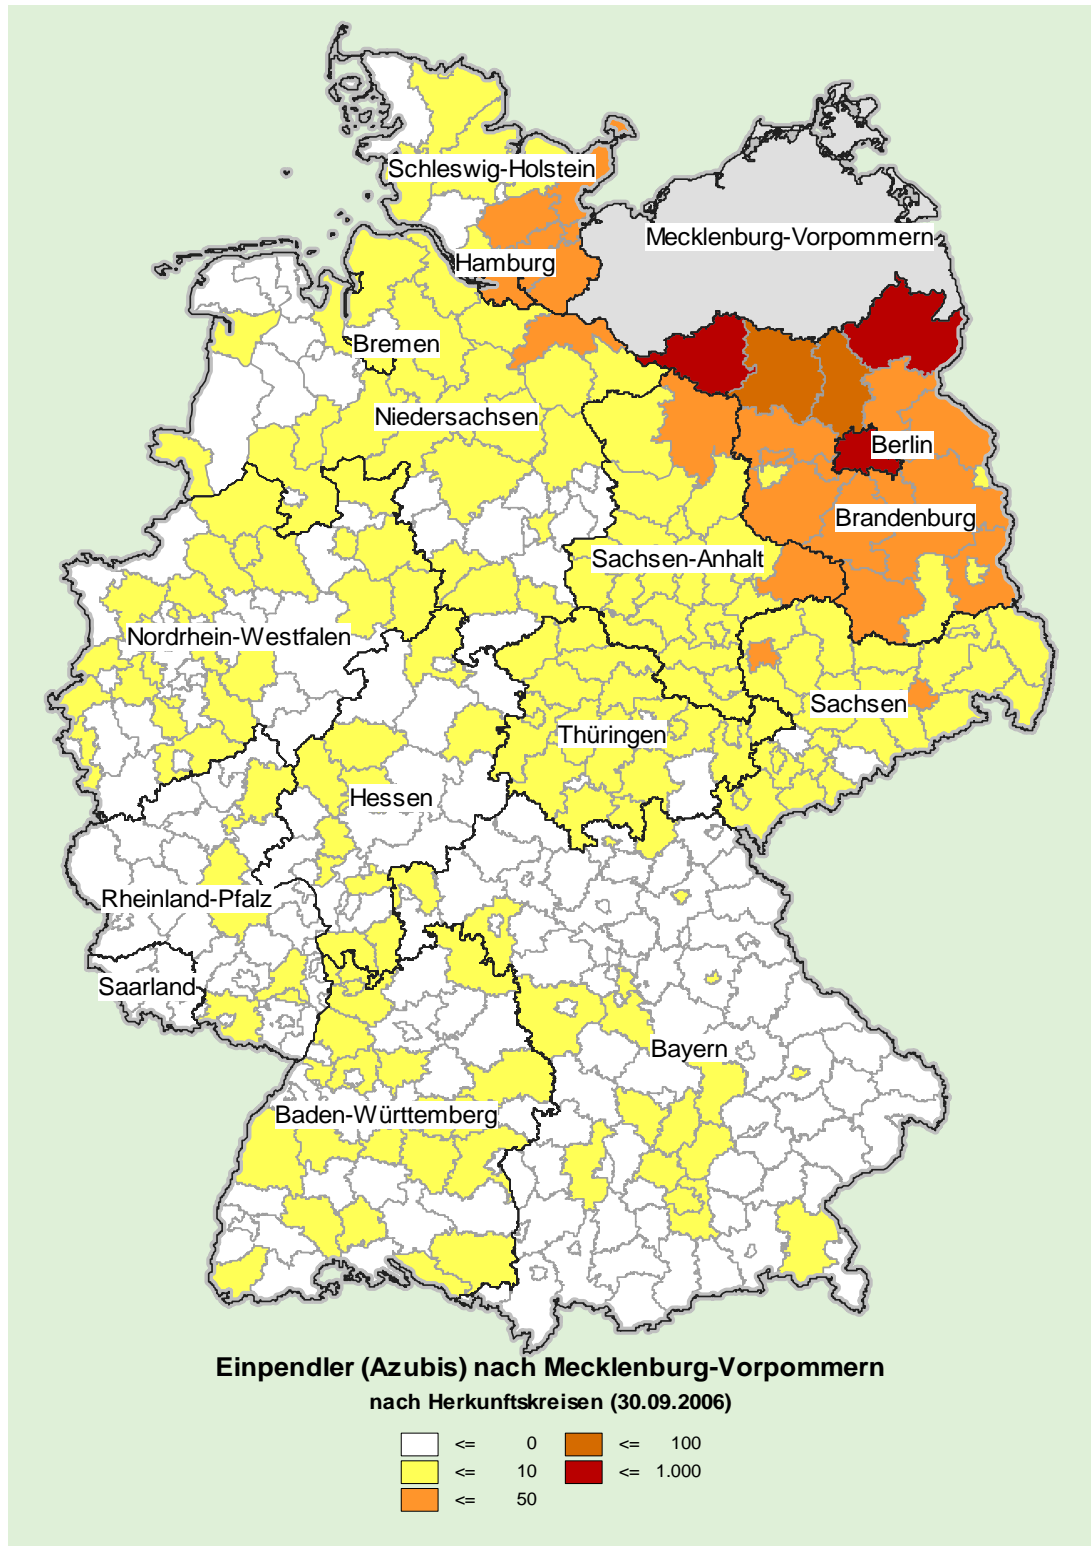 Schleswig-Holstein
Mecklenburg-Vorpommern
Hamburg
Bremen
Niedersachsen
Berlin
Brandenburg
Sachsen-Anhalt
Nordrhein-Westfalen
Sachsen
Thüringen
Hessen
Rheinland-Pfalz
Saarland
Bayern
Baden-Württemberg
Einpendler (Azubis) nach Mecklenburg-Vorpommern
nach Herkunftskreisen (30.09.2006)
<= 0 <= 100
<= 10 <= 1.000
<= 50